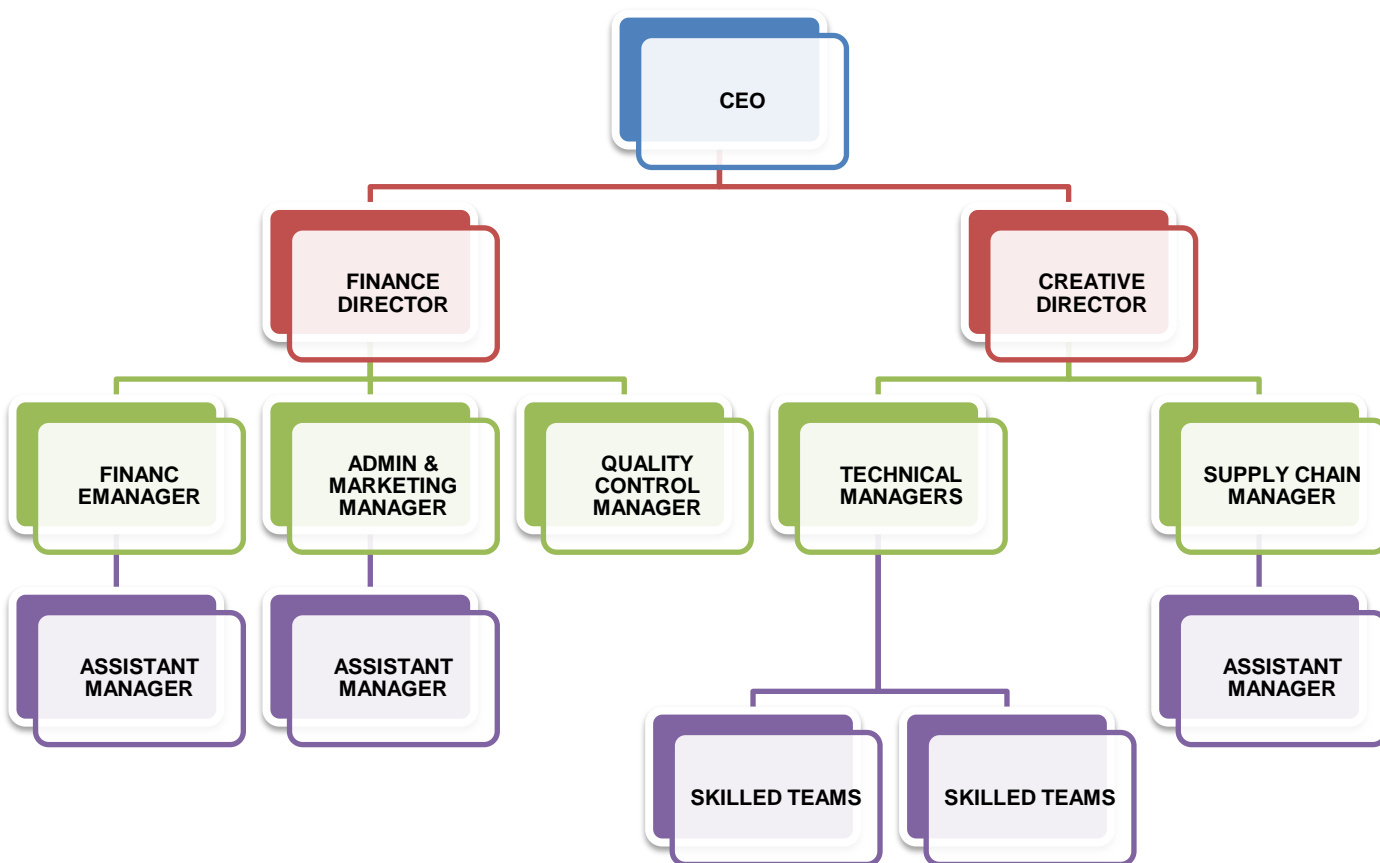 CEO
FINANCE
DIRECTOR
CREATIVE
DIRECTOR
FINANC
EMANAGER
ADMIN &
MARKETING
MANAGER
QUALITY
CONTROL
MANAGER
TECHNICAL
MANAGERS
SUPPLY CHAIN
MANAGER
ASSISTANT
MANAGER
ASSISTANT
MANAGER
ASSISTANT
MANAGER
SKILLED TEAMS
SKILLED TEAMS